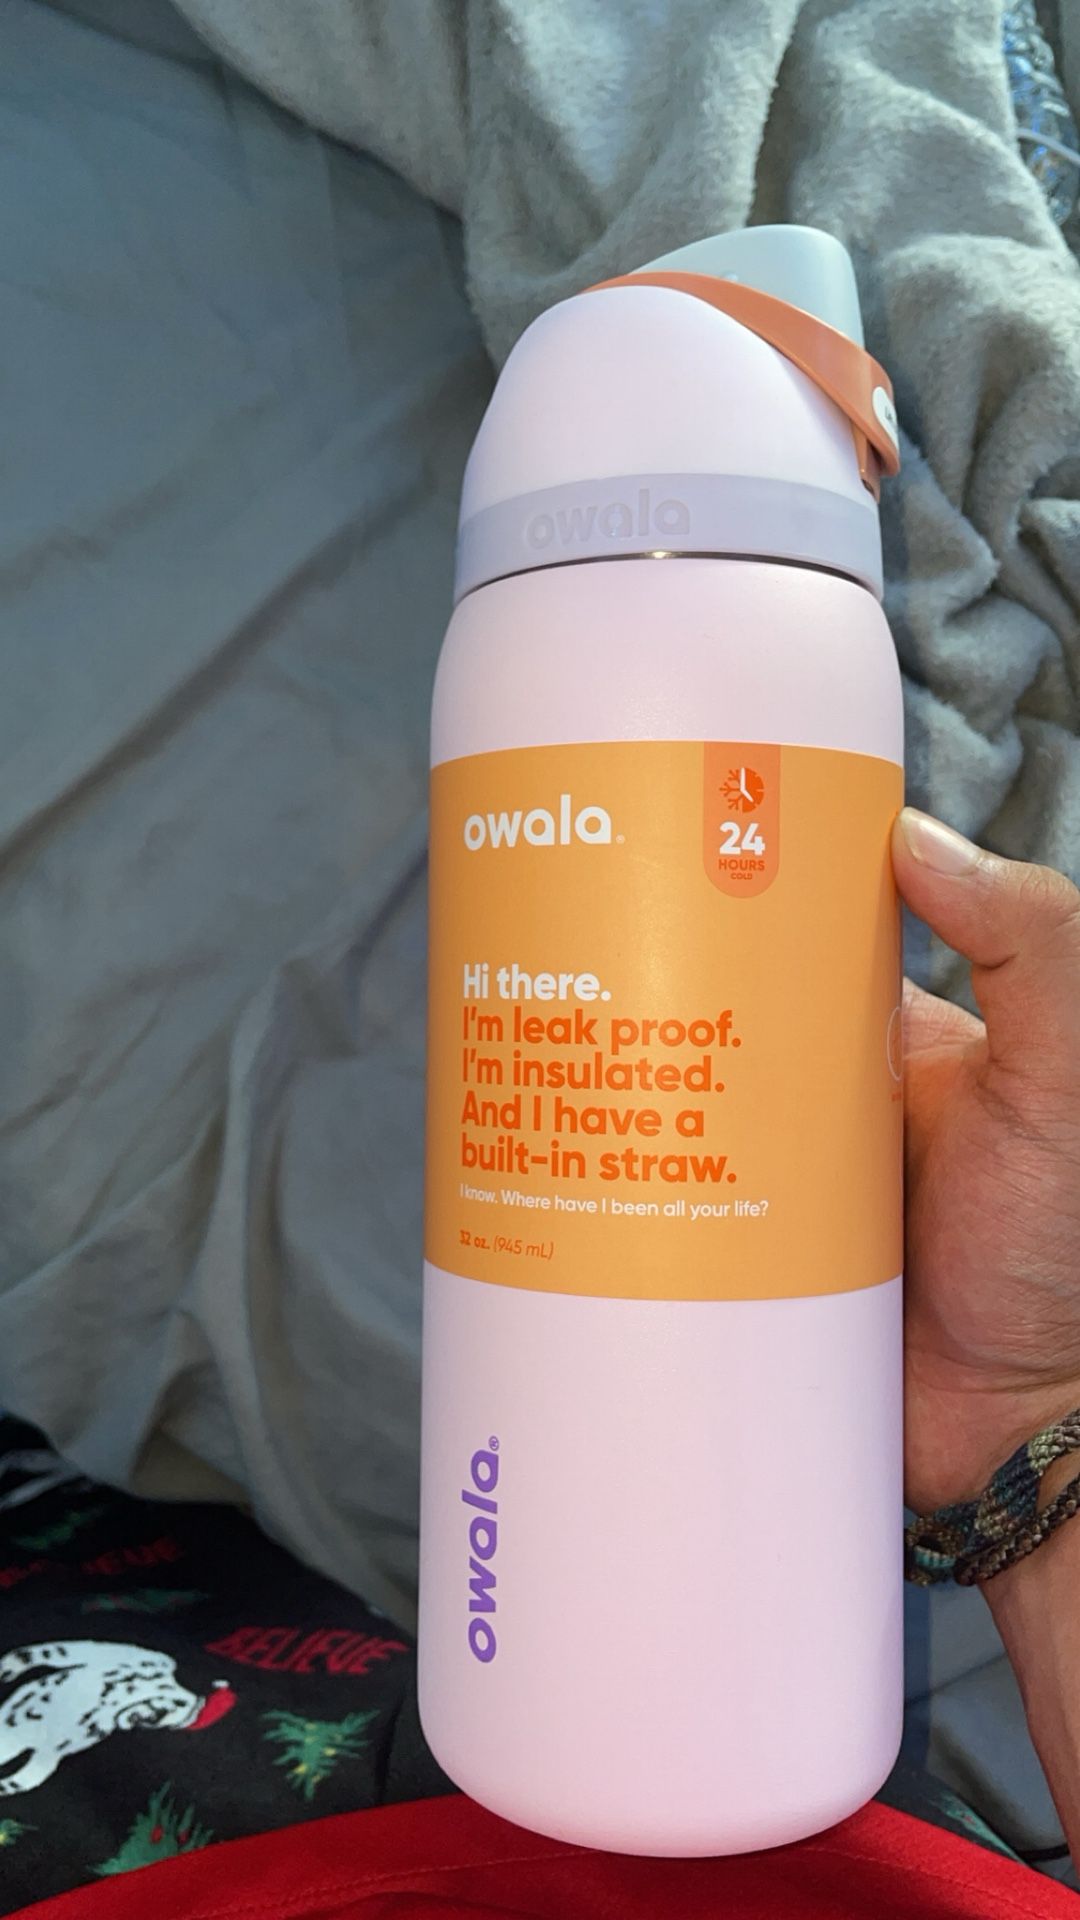 owala
owala®
24
HOURS
COLD
Hi there.
I'm leak proof.
I'm insulated.
And I have a
built-in straw.
I know. Where have I been all your life?
32 oz. (945 mL)
owala®
BELIEVE